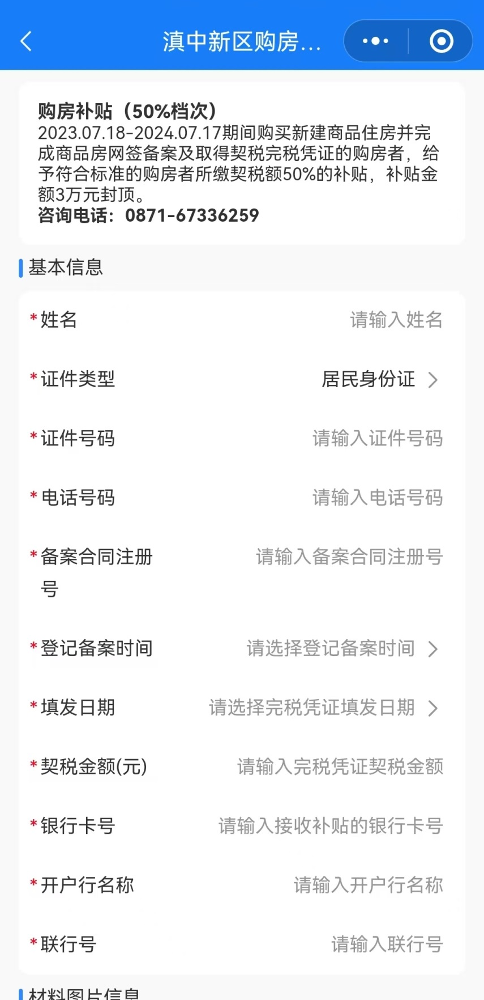 滇中新区购房...
购房补贴（50%档次）
2023.07.18-2024.07.17期间购买新建商品住房并完
成商品房网签备案及取得契税完税凭证的购房者，给
予符合标准的购房者所缴契税额50%的补贴，补贴金
额3万元封顶。
咨询电话：0871-67336259
基本信息
*姓名 请输入姓名
*证件类型 居民身份证
*证件号码 请输入证件号码
*电话号码 请输入电话号码
*备案合同注册 请输入备案合同注册号
号
*登记备案时间 请选择登记备案时间
*填发日期 请选择完税凭证填发日期
*契税金额(元) 请输入完税凭证契税金额
*银行卡号 请输入接收补贴的银行卡号
*开户行名称 请输入开户行名称
*联行号 请输入联行号
材料图片信息